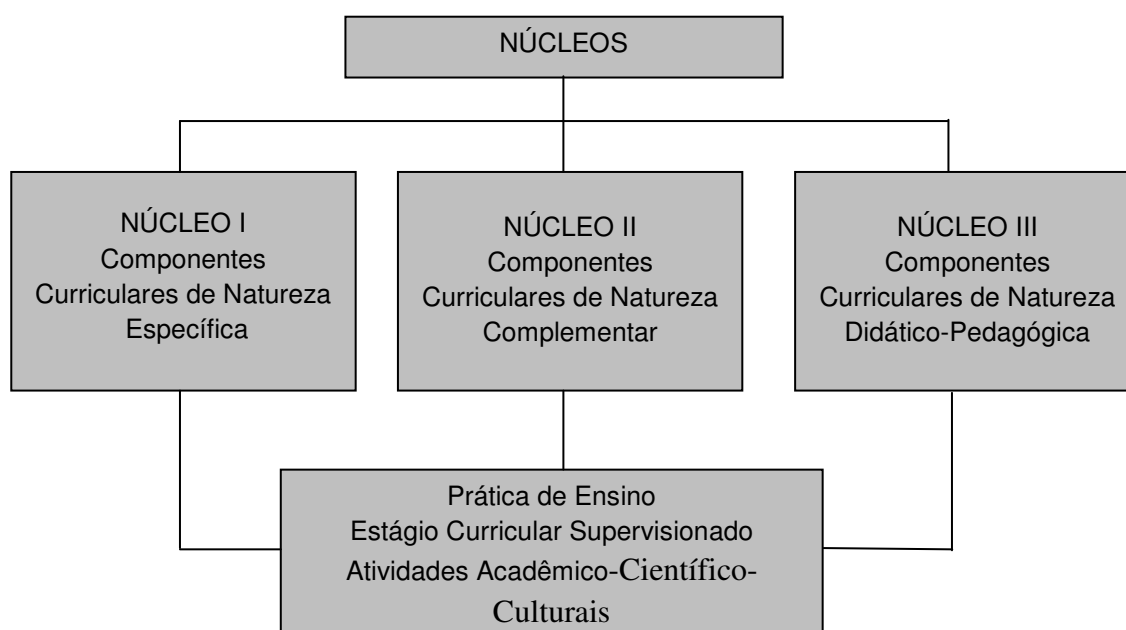 NÚCLEOS
NÚCLEO I
Componentes
Curriculares de Natureza
Específica
NÚCLEO II
Componentes
Curriculares de Natureza
Complementar
NÚCLEO III
Componentes
Curriculares de Natureza
Didático-Pedagógica
Prática de Ensino
Estágio Curricular Supervisionado
Atividades Acadêmico-Científico-
Culturais